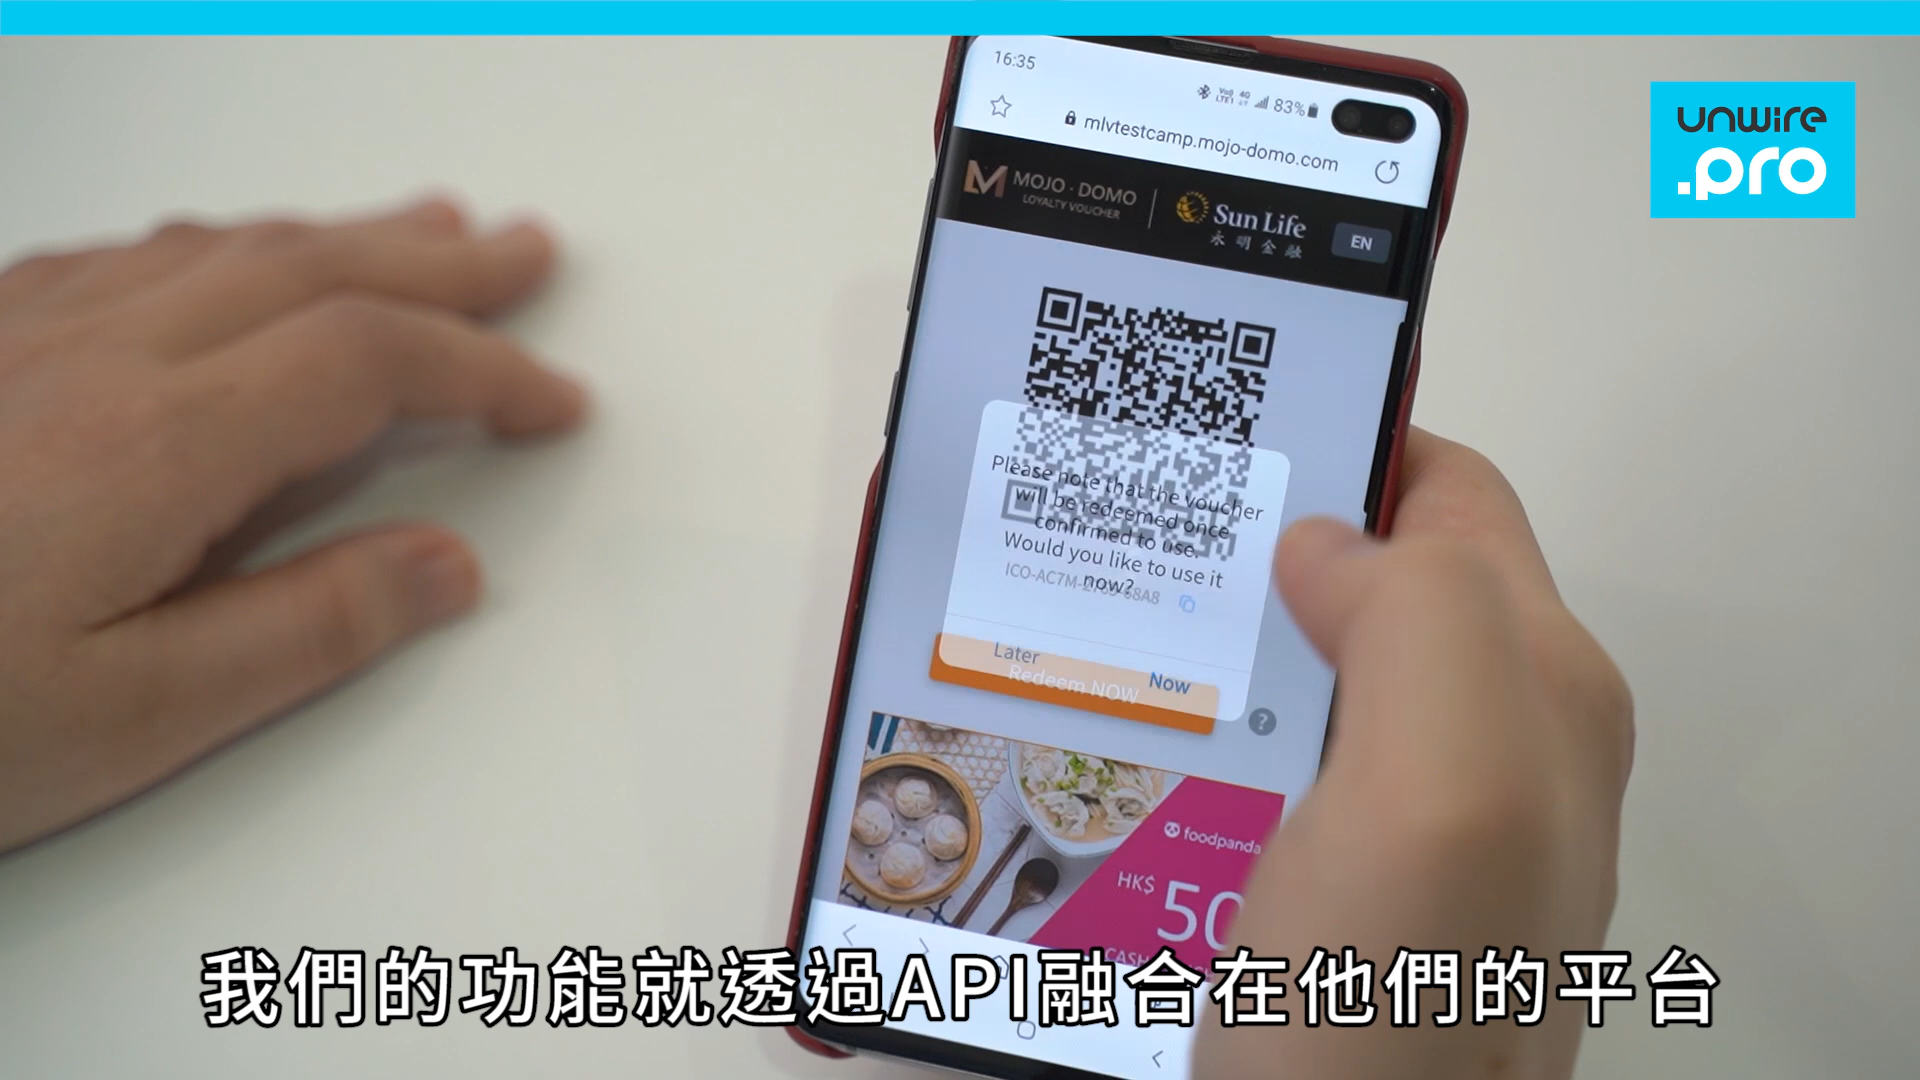 unwire
.pro
16:35
83%
mlvtestcamp.mojo-domo.com
MOJO · DOMO
LOYALTY VOUCHER
Sun Life
永明金融
EN
Please note that the voucher
will be redeemed once
confirmed to use.
Would you like to use it
now?
Later
Now
Redeem NOW
?
foodpanda
HK$
50
CASH
我們的功能就透過API融合在他們的平台